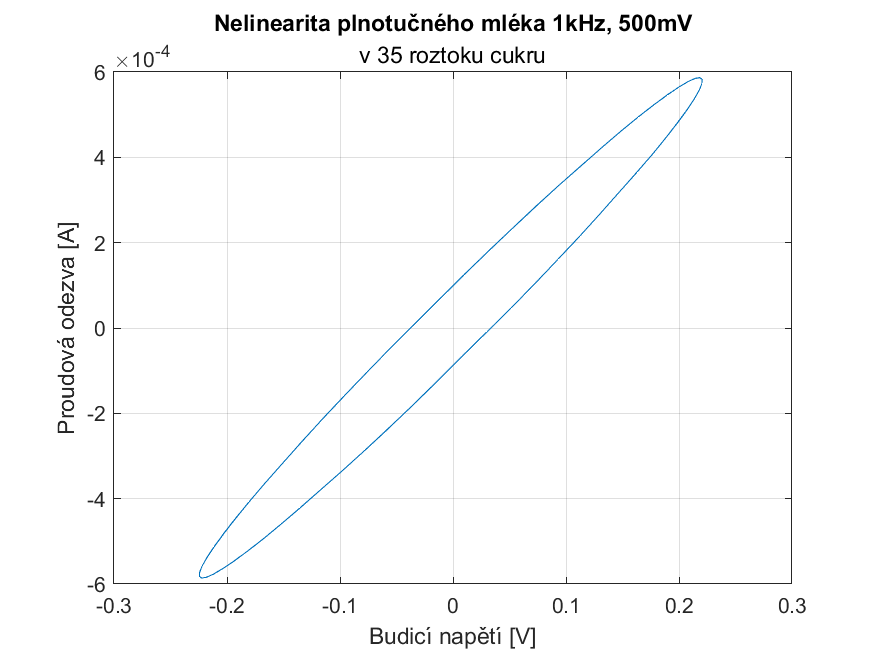 Nelinearita plnotučného mléka 1kHz, 500mV
v 35 roztoku cukru
×10-4
6
4
2
0
-2
-4
-6
Proudová odezva [A]
-0.3 -0.2 -0.1 0 0.1 0.2 0.3
Budicí napětí [V]